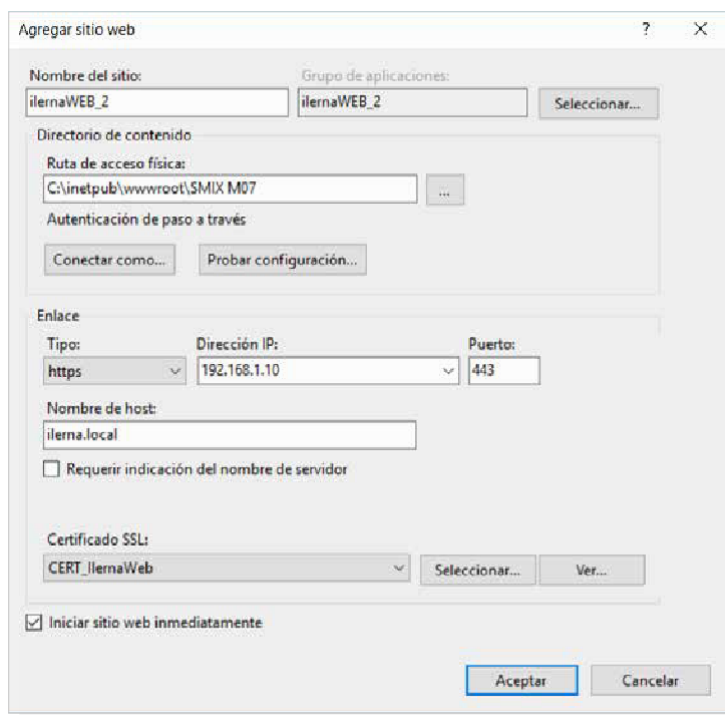 Agregar sitio web ? X
Nombre del sitio: Grupo de aplicaciones:
ilernaWEB_2 ilernaWEB_2 Seleccionar...
Directorio de contenido
Ruta de acceso física:
C:\inetpub\wwwroot\SMIX M07 ...
Autenticación de paso a través
Conectar como... Probar configuración...
Enlace
Tipo: Dirección IP: Puerto:
https 192.168.1.10 443
Nombre de host:
ilerna.local
Requerir indicación del nombre de servidor
Certificado SSL:
CERT_IlernaWeb Seleccionar... Ver...
Iniciar sitio web inmediatamente
Aceptar Cancelar